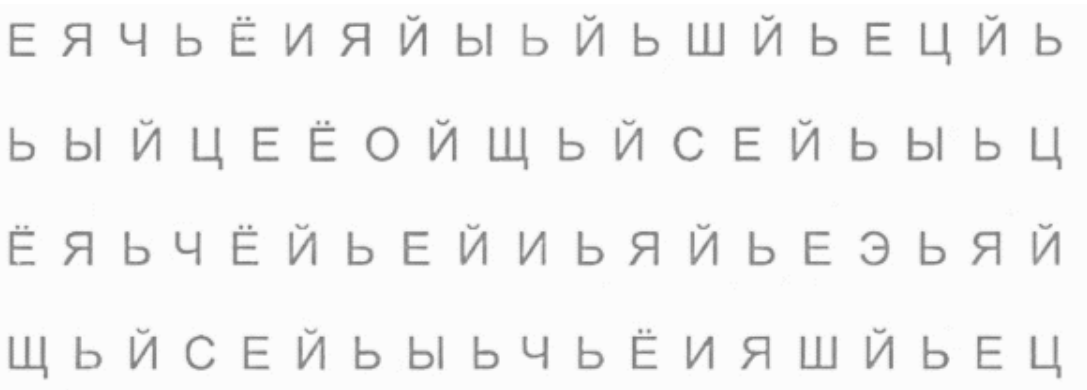 Е Я Ч Ь Ё И Я Й Ы Ь Й Ь Ш Й Ь Е Ц Й Ь
Ь Ы Й Ц Е Ё О Й Щ Ь Й С Е Й Ь Ы Ь Ц
Ё Я Ь Ч Ё Й Ь Е Й И Ь Я Й Ь Е Э Ь Я Й
Щ Ь Й С Е Й Ь Ы Ь Ч Ь Ё И Я Ш Й Ь Е Ц